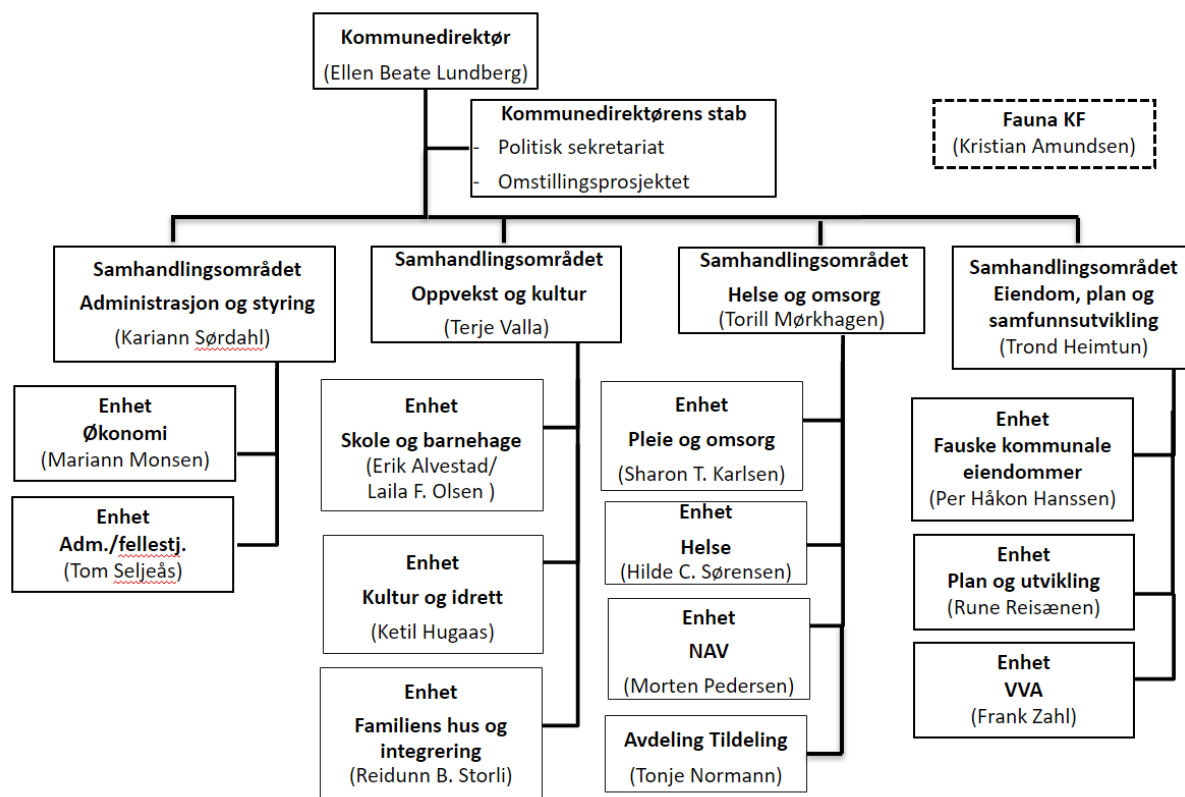 Kommunedirektør
(Ellen Beate Lundberg)
Kommunedirektørens stab
- Politisk sekretariat
- Omstillingsprosjektet
Fauna KF
(Kristian Amundsen)
Samhandlingsområdet
Administrasjon og styring
(Kariann Sørdahl)
Enhet
Økonomi
(Mariann Monsen)
Enhet
Adm./fellestj.
(Tom Seljeås)
Samhandlingsområdet
Oppvekst og kultur
(Terje Valla)
Enhet
Skole og barnehage
(Erik Alvestad/
Laila F. Olsen )
Enhet
Kultur og idrett
(Ketil Hugaas)
Enhet
Familiens hus og
integrering
(Reidunn B. Storli)
Samhandlingsområdet
Helse og omsorg
(Torill Mørkhagen)
Enhet
Pleie og omsorg
(Sharon T. Karlsen)
Enhet
Helse
(Hilde C. Sørensen)
Enhet
NAV
(Morten Pedersen)
Avdeling Tildeling
(Tonje Normann)
Samhandlingsområdet
Eiendom, plan og
samfunnsutvikling
(Trond Heimtun)
Enhet
Fauske kommunale
eiendommer
(Per Håkon Hanssen)
Enhet
Plan og utvikling
(Rune Reisænen)
Enhet
VVA
(Frank Zahl)